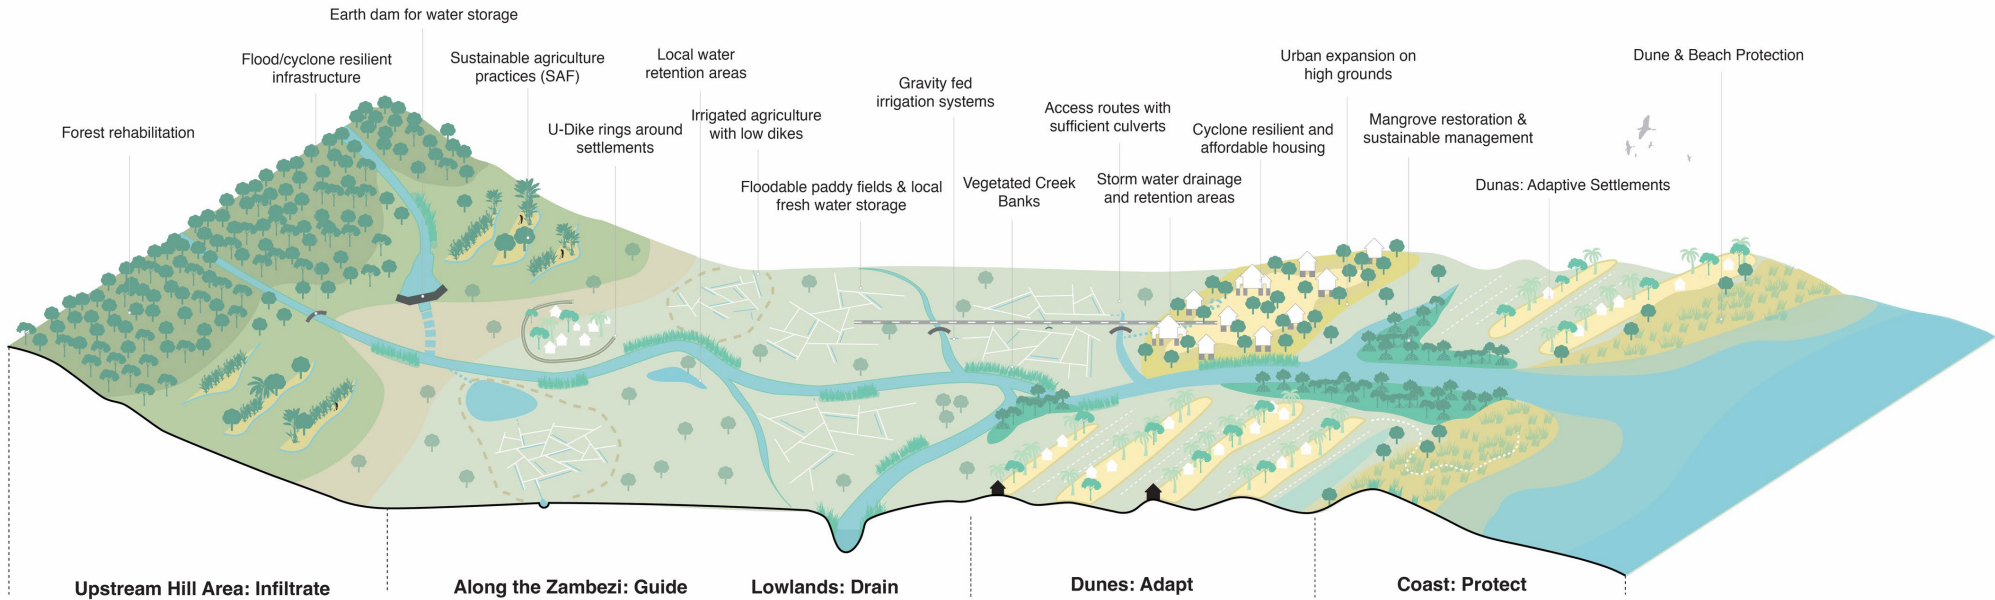 Earth dam for water storage
Flood/cyclone resilient
infrastructure
Sustainable agriculture
practices (SAF)
Local water
retention areas
Urban expansion on
high grounds
Dune & Beach Protection
Gravity fed
irrigation systems
Forest rehabilitation
U-Dike rings around
settlements
Irrigated agriculture
with low dikes
Access routes with
sufficient culverts
Cyclone resilient and
affordable housing
Mangrove restoration &
sustainable management
Floodable paddy fields & local
fresh water storage
Vegetated Creek
Banks
Storm water drainage
and retention areas
Dunas: Adaptive Settlements
Upstream Hill Area: Infiltrate
Along the Zambezi: Guide
Lowlands: Drain
Dunes: Adapt
Coast: Protect